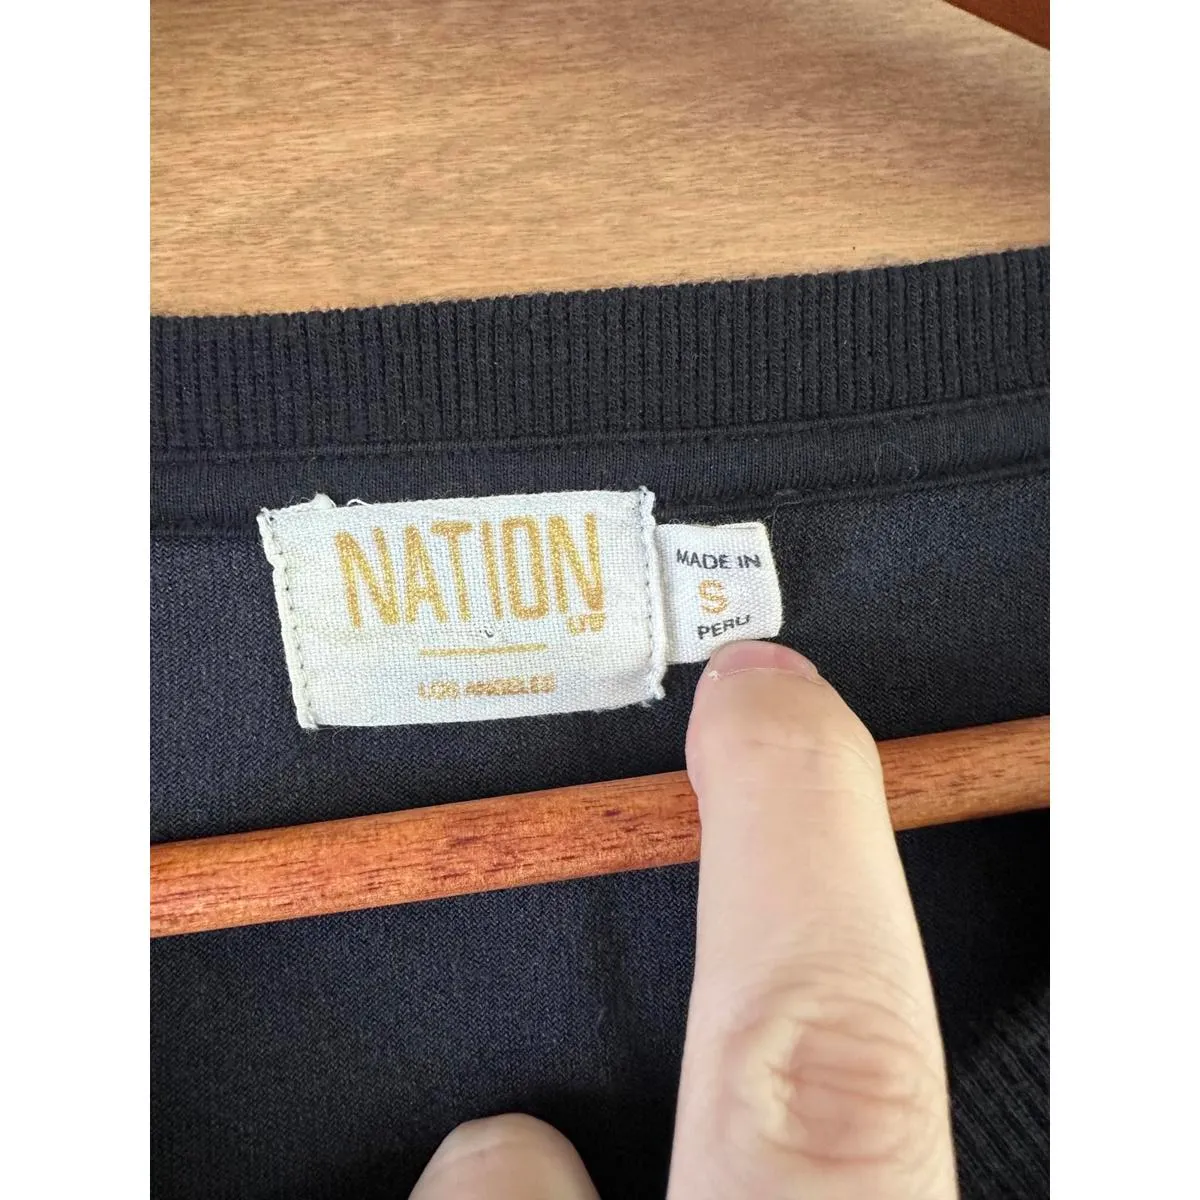 NATION
LTD
LOS ANGELES
MADE IN
S
PERU